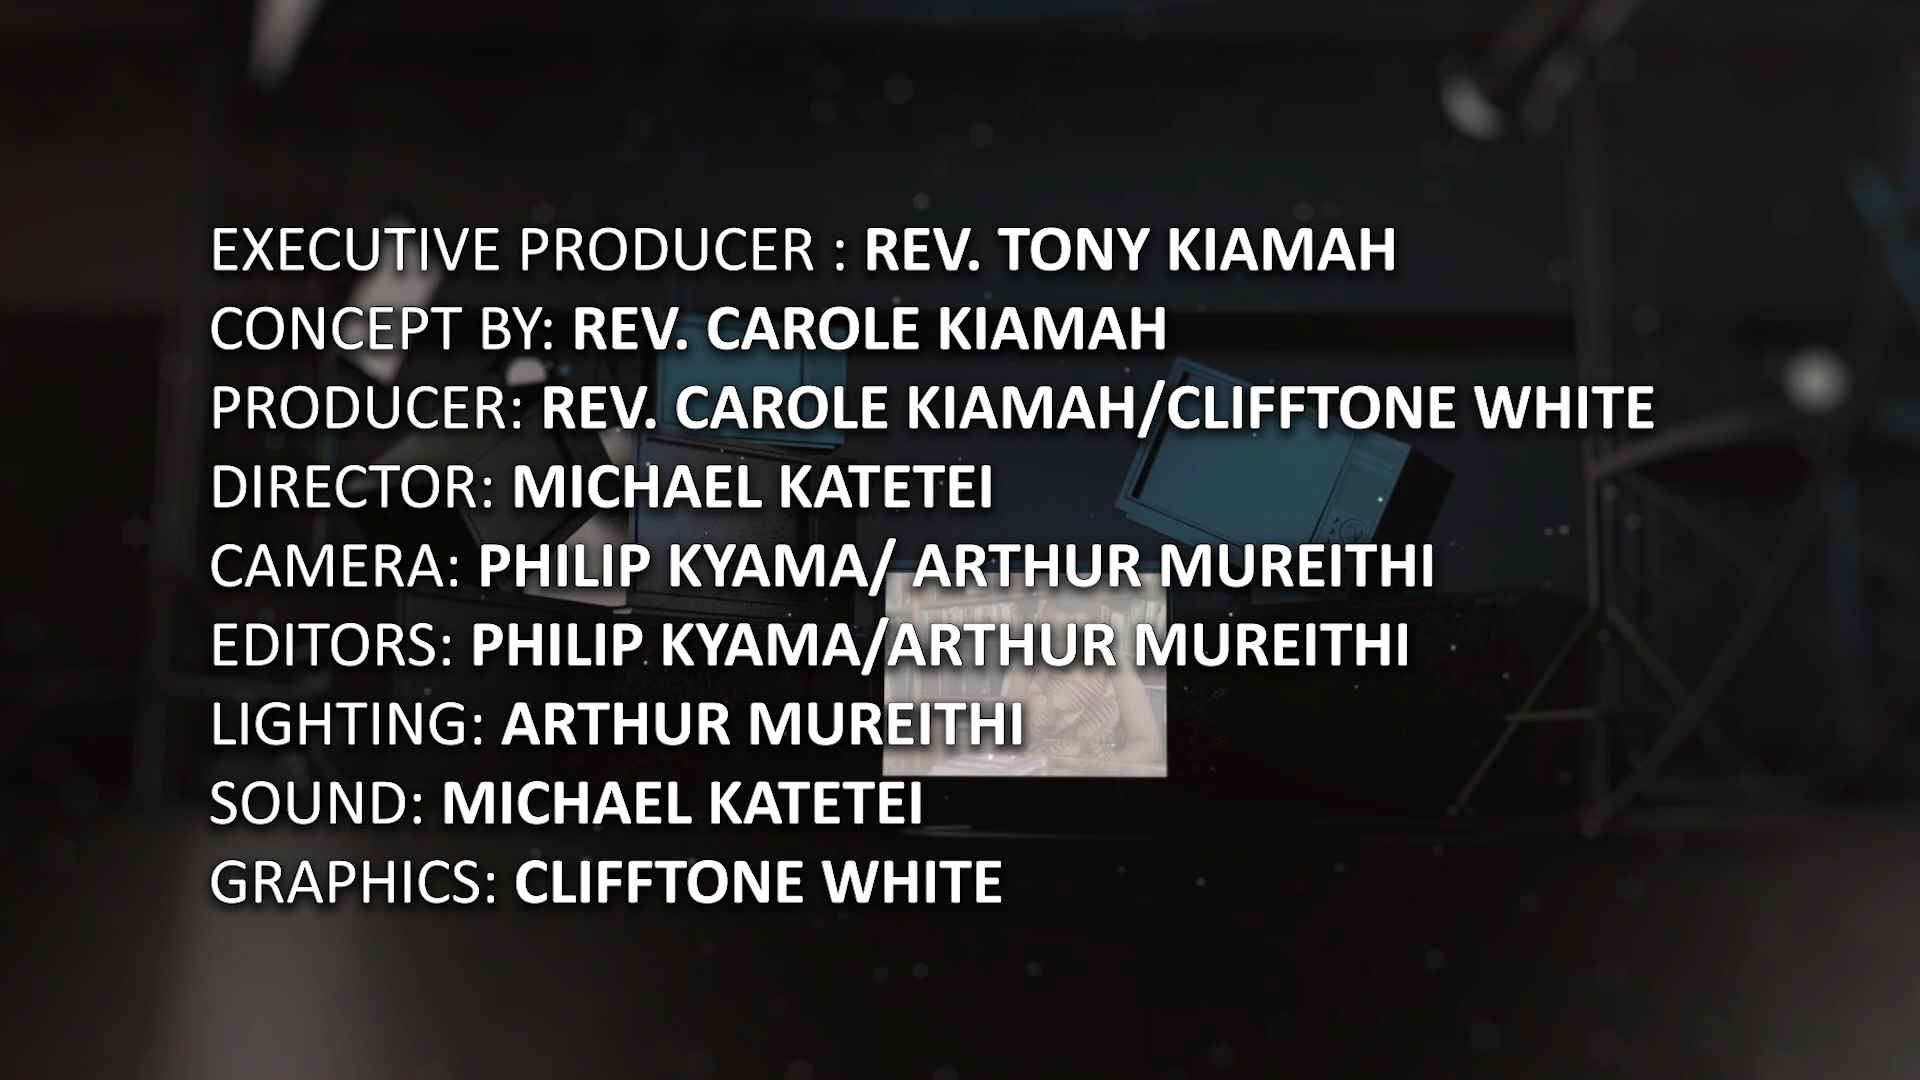 EXECUTIVE PRODUCER : REV. TONY KIAMAH
CONCEPT BY: REV. CAROLE KIAMAH
PRODUCER: REV. CAROLE KIAMAH/CLIFFTONE WHITE
DIRECTOR: MICHAEL KATETEI
CAMERA: PHILIP KYAMA/ ARTHUR MUREITHI
EDITORS: PHILIP KYAMA/ARTHUR MUREITHI
LIGHTING: ARTHUR MUREITHI
SOUND: MICHAEL KATETEI
GRAPHICS: CLIFFTONE WHITE